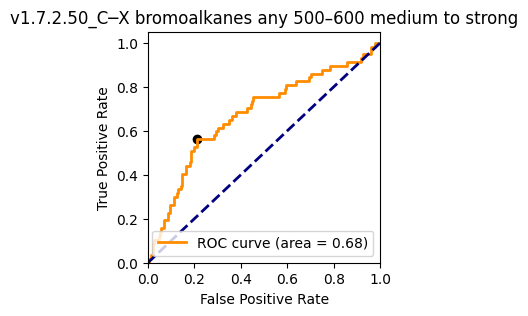 v1.7.2.50_C─X bromoalkanes any 500–600 medium to strong
1.0
0.8
0.6
0.4
0.2
0.0
True Positive Rate
ROC curve (area = 0.68)
0.0 0.2 0.4 0.6 0.8 1.0
False Positive Rate